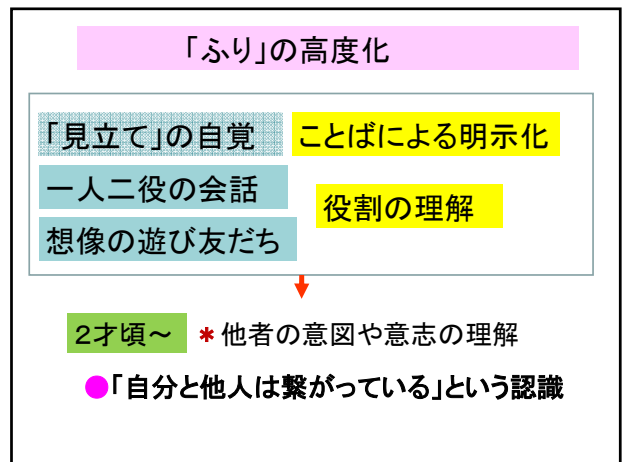 「ふり」の高度化
「見立て」の自覚 ことばによる明示化
一人二役の会話
役割の理解
想像の遊び友だち
2才頃～ *他者の意図や意志の理解
●「自分と他人は繋がっている」という認識